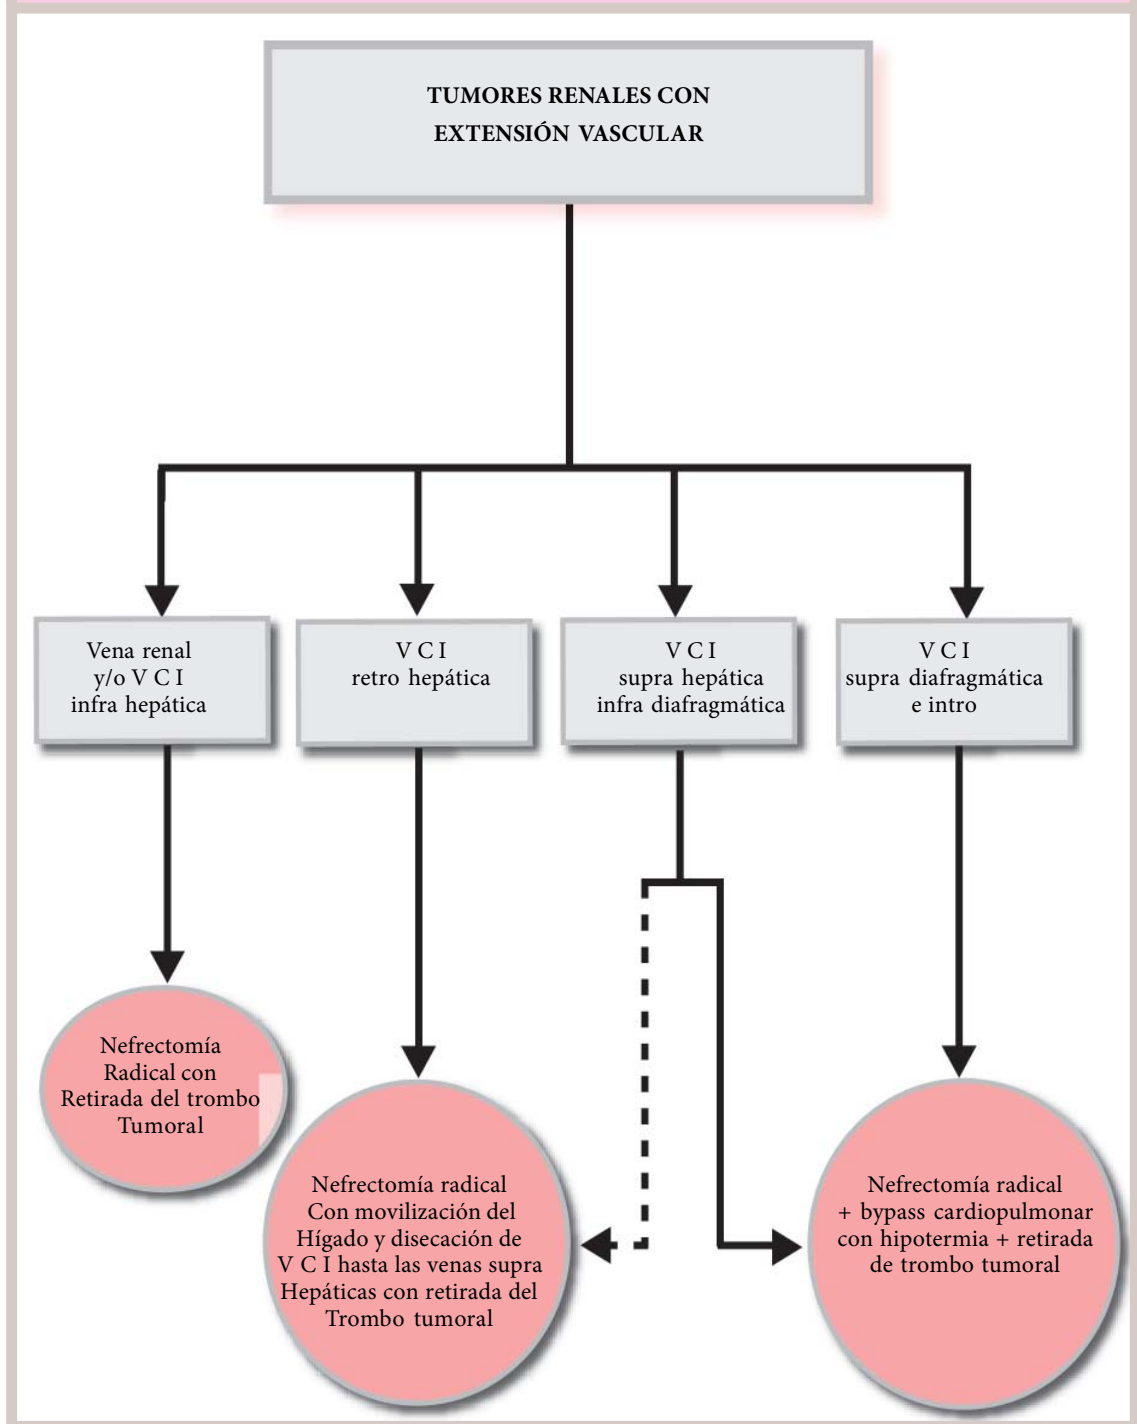 TUMORES RENALES CON
EXTENSIÓN VASCULAR
Vena renal
y/o V C I
infra hepática
V C I
retro hepática
V C I
supra hepática
infra diafragmática
V C I
supra diafragmática
e intro
Nefrectomía
Radical con
Retirada del trombo
Tumoral
Nefrectomía radical
Con movilización del
Hígado y disecación de
V C I hasta las venas supra
Hepáticas con retirada del
Trombo tumoral
Nefrectomía radical
+ bypass cardiopulmonar
con hipotermia + retirada
de trombo tumoral